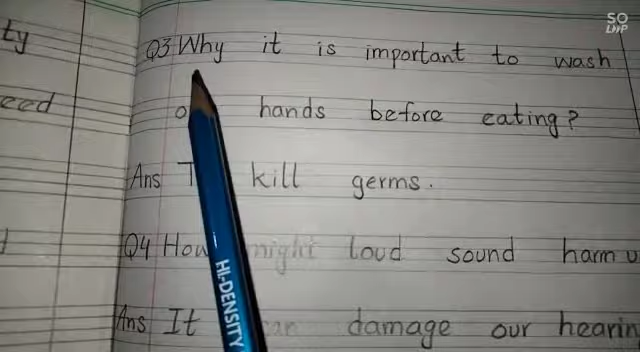 ty
Q3 Why it is important to wash
eed
hands before eating?
Ans kill germs.
Q4 How might loud sound harm u
Ans It can damage our hearin
HI-DENSITY
SO